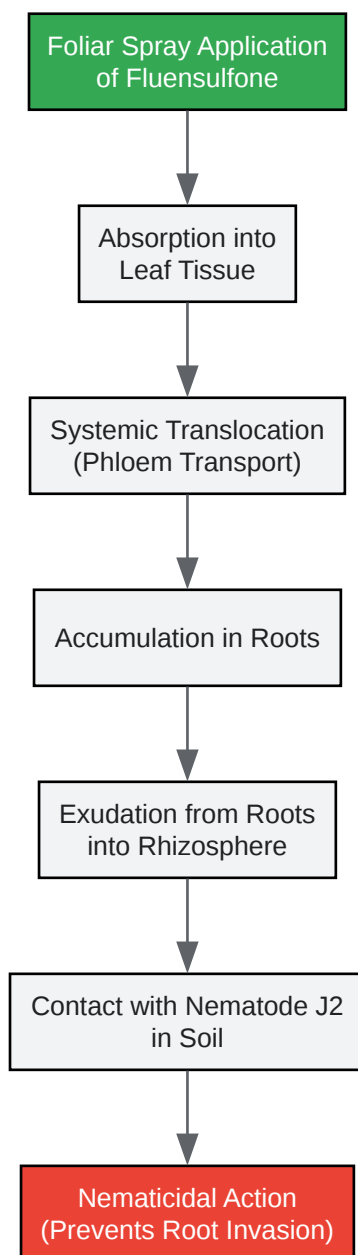 Foliar Spray Application
of Fluensulfone
Absorption into
Leaf Tissue
Systemic Translocation
(Phloem Transport)
Accumulation in Roots
Exudation from Roots
into Rhizosphere
Contact with Nematode J2
in Soil
Nematicidal Action
(Prevents Root Invasion)